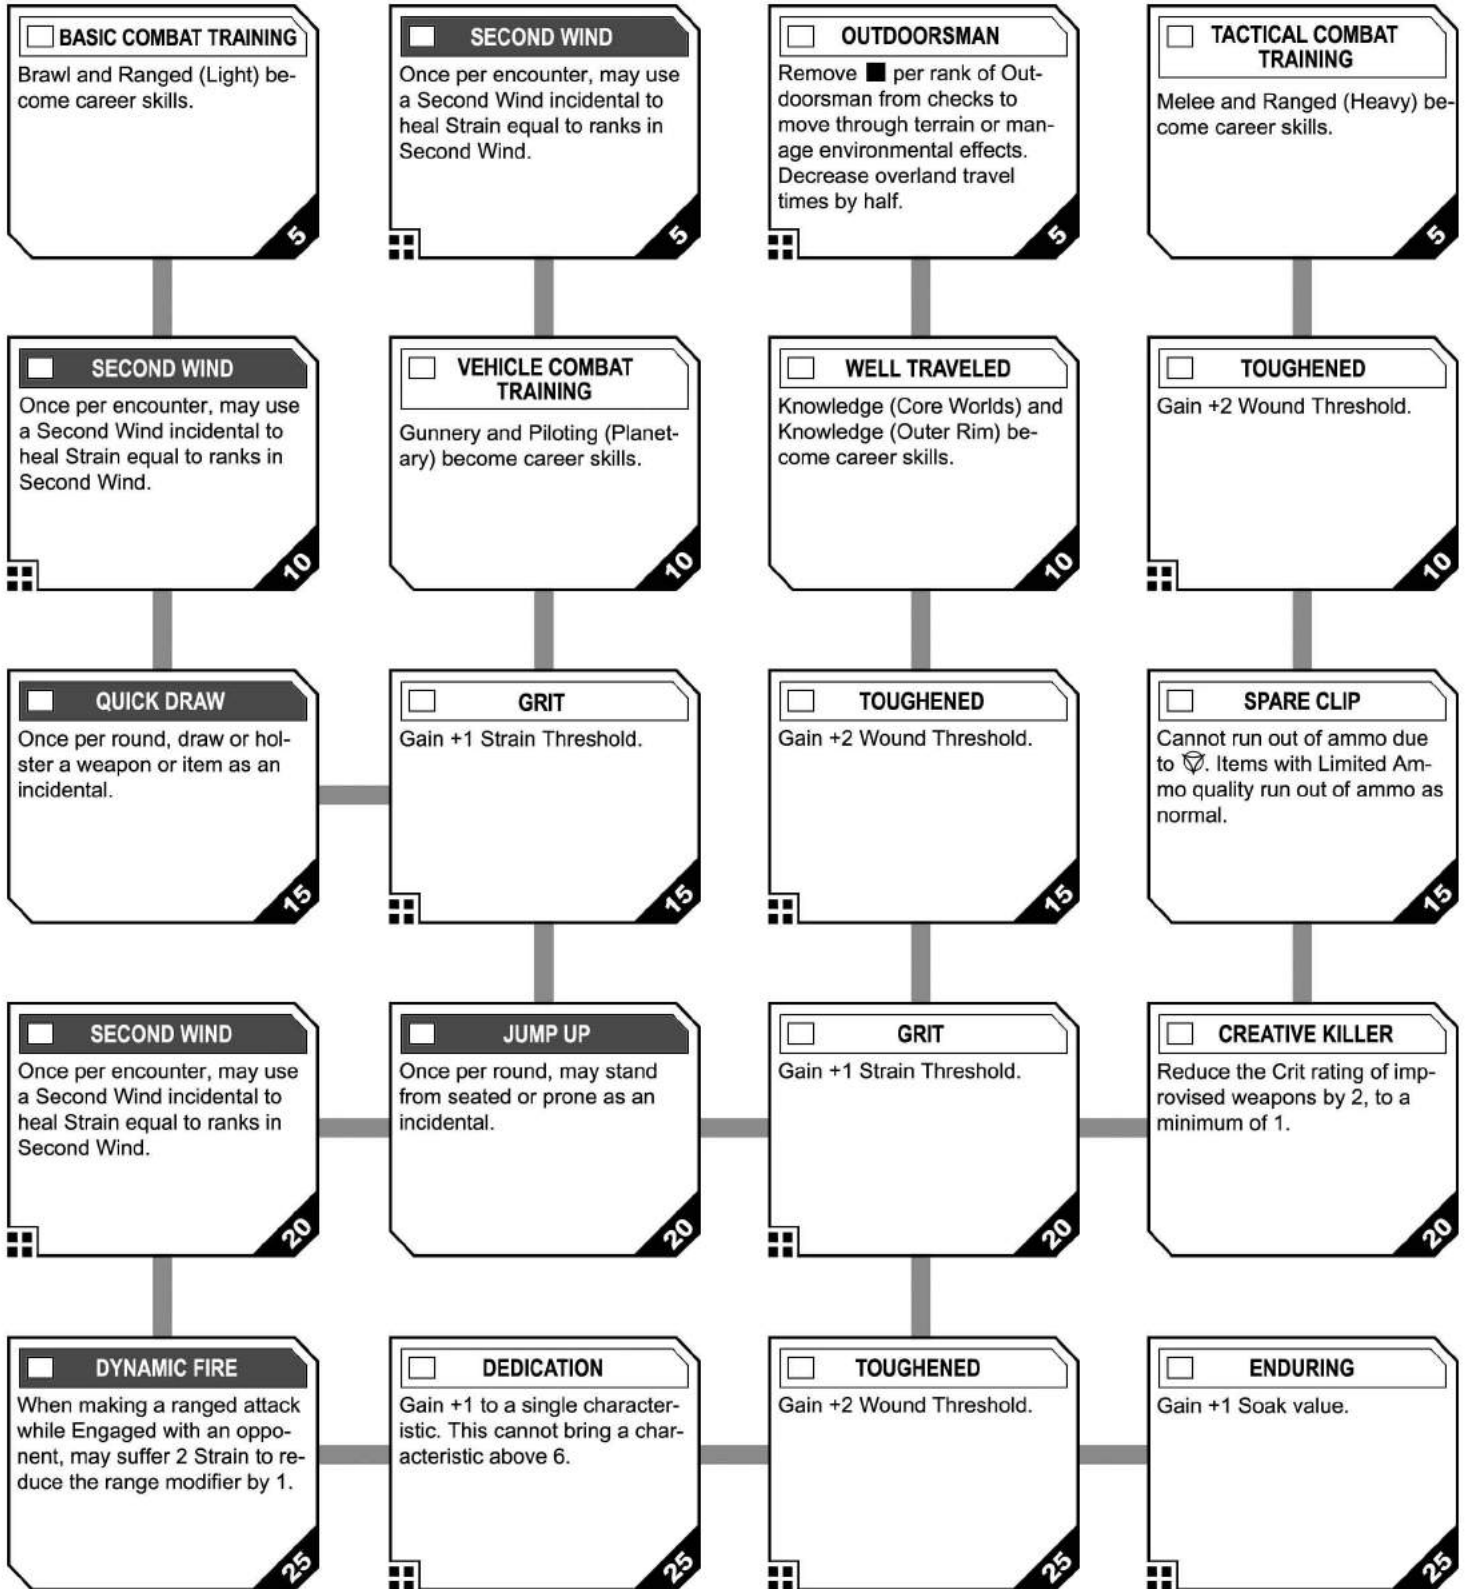 BASIC COMBAT TRAINING
Brawl and Ranged (Light) be-
come career skills.
5
SECOND WIND
Once per encounter, may use
a Second Wind incidental to
heal Strain equal to ranks in
Second Wind.
5
OUTDOORSMAN
Remove ■ per rank of Out-
doorsman from checks to
move through terrain or man-
age environmental effects.
Decrease overland travel
times by half.
5
TACTICAL COMBAT
TRAINING
Melee and Ranged (Heavy) be-
come career skills.
5
SECOND WIND
Once per encounter, may use
a Second Wind incidental to
heal Strain equal to ranks in
Second Wind.
10
VEHICLE COMBAT
TRAINING
Gunnery and Piloting (Planet-
ary) become career skills.
10
WELL TRAVELED
Knowledge (Core Worlds) and
Knowledge (Outer Rim) be-
come career skills.
10
TOUGHENED
Gain +2 Wound Threshold.
10
QUICK DRAW
Once per round, draw or hol-
ster a weapon or item as an
incidental.
15
GRIT
Gain +1 Strain Threshold.
15
TOUGHENED
Gain +2 Wound Threshold.
15
SPARE CLIP
Cannot run out of ammo due
to . Items with Limited Am-
mo quality run out of ammo as
normal.
15
SECOND WIND
Once per encounter, may use
a Second Wind incidental to
heal Strain equal to ranks in
Second Wind.
20
JUMP UP
Once per round, may stand
from seated or prone as an
incidental.
20
GRIT
Gain +1 Strain Threshold.
20
CREATIVE KILLER
Reduce the Crit rating of imp-
rovised weapons by 2, to a
minimum of 1.
20
DYNAMIC FIRE
When making a ranged attack
while Engaged with an oppo-
nent, may suffer 2 Strain to re-
duce the range modifier by 1.
25
DEDICATION
Gain +1 to a single character-
istic. This cannot bring a char-
acteristic above 6.
25
TOUGHENED
Gain +2 Wound Threshold.
25
ENDURING
Gain +1 Soak value.
25